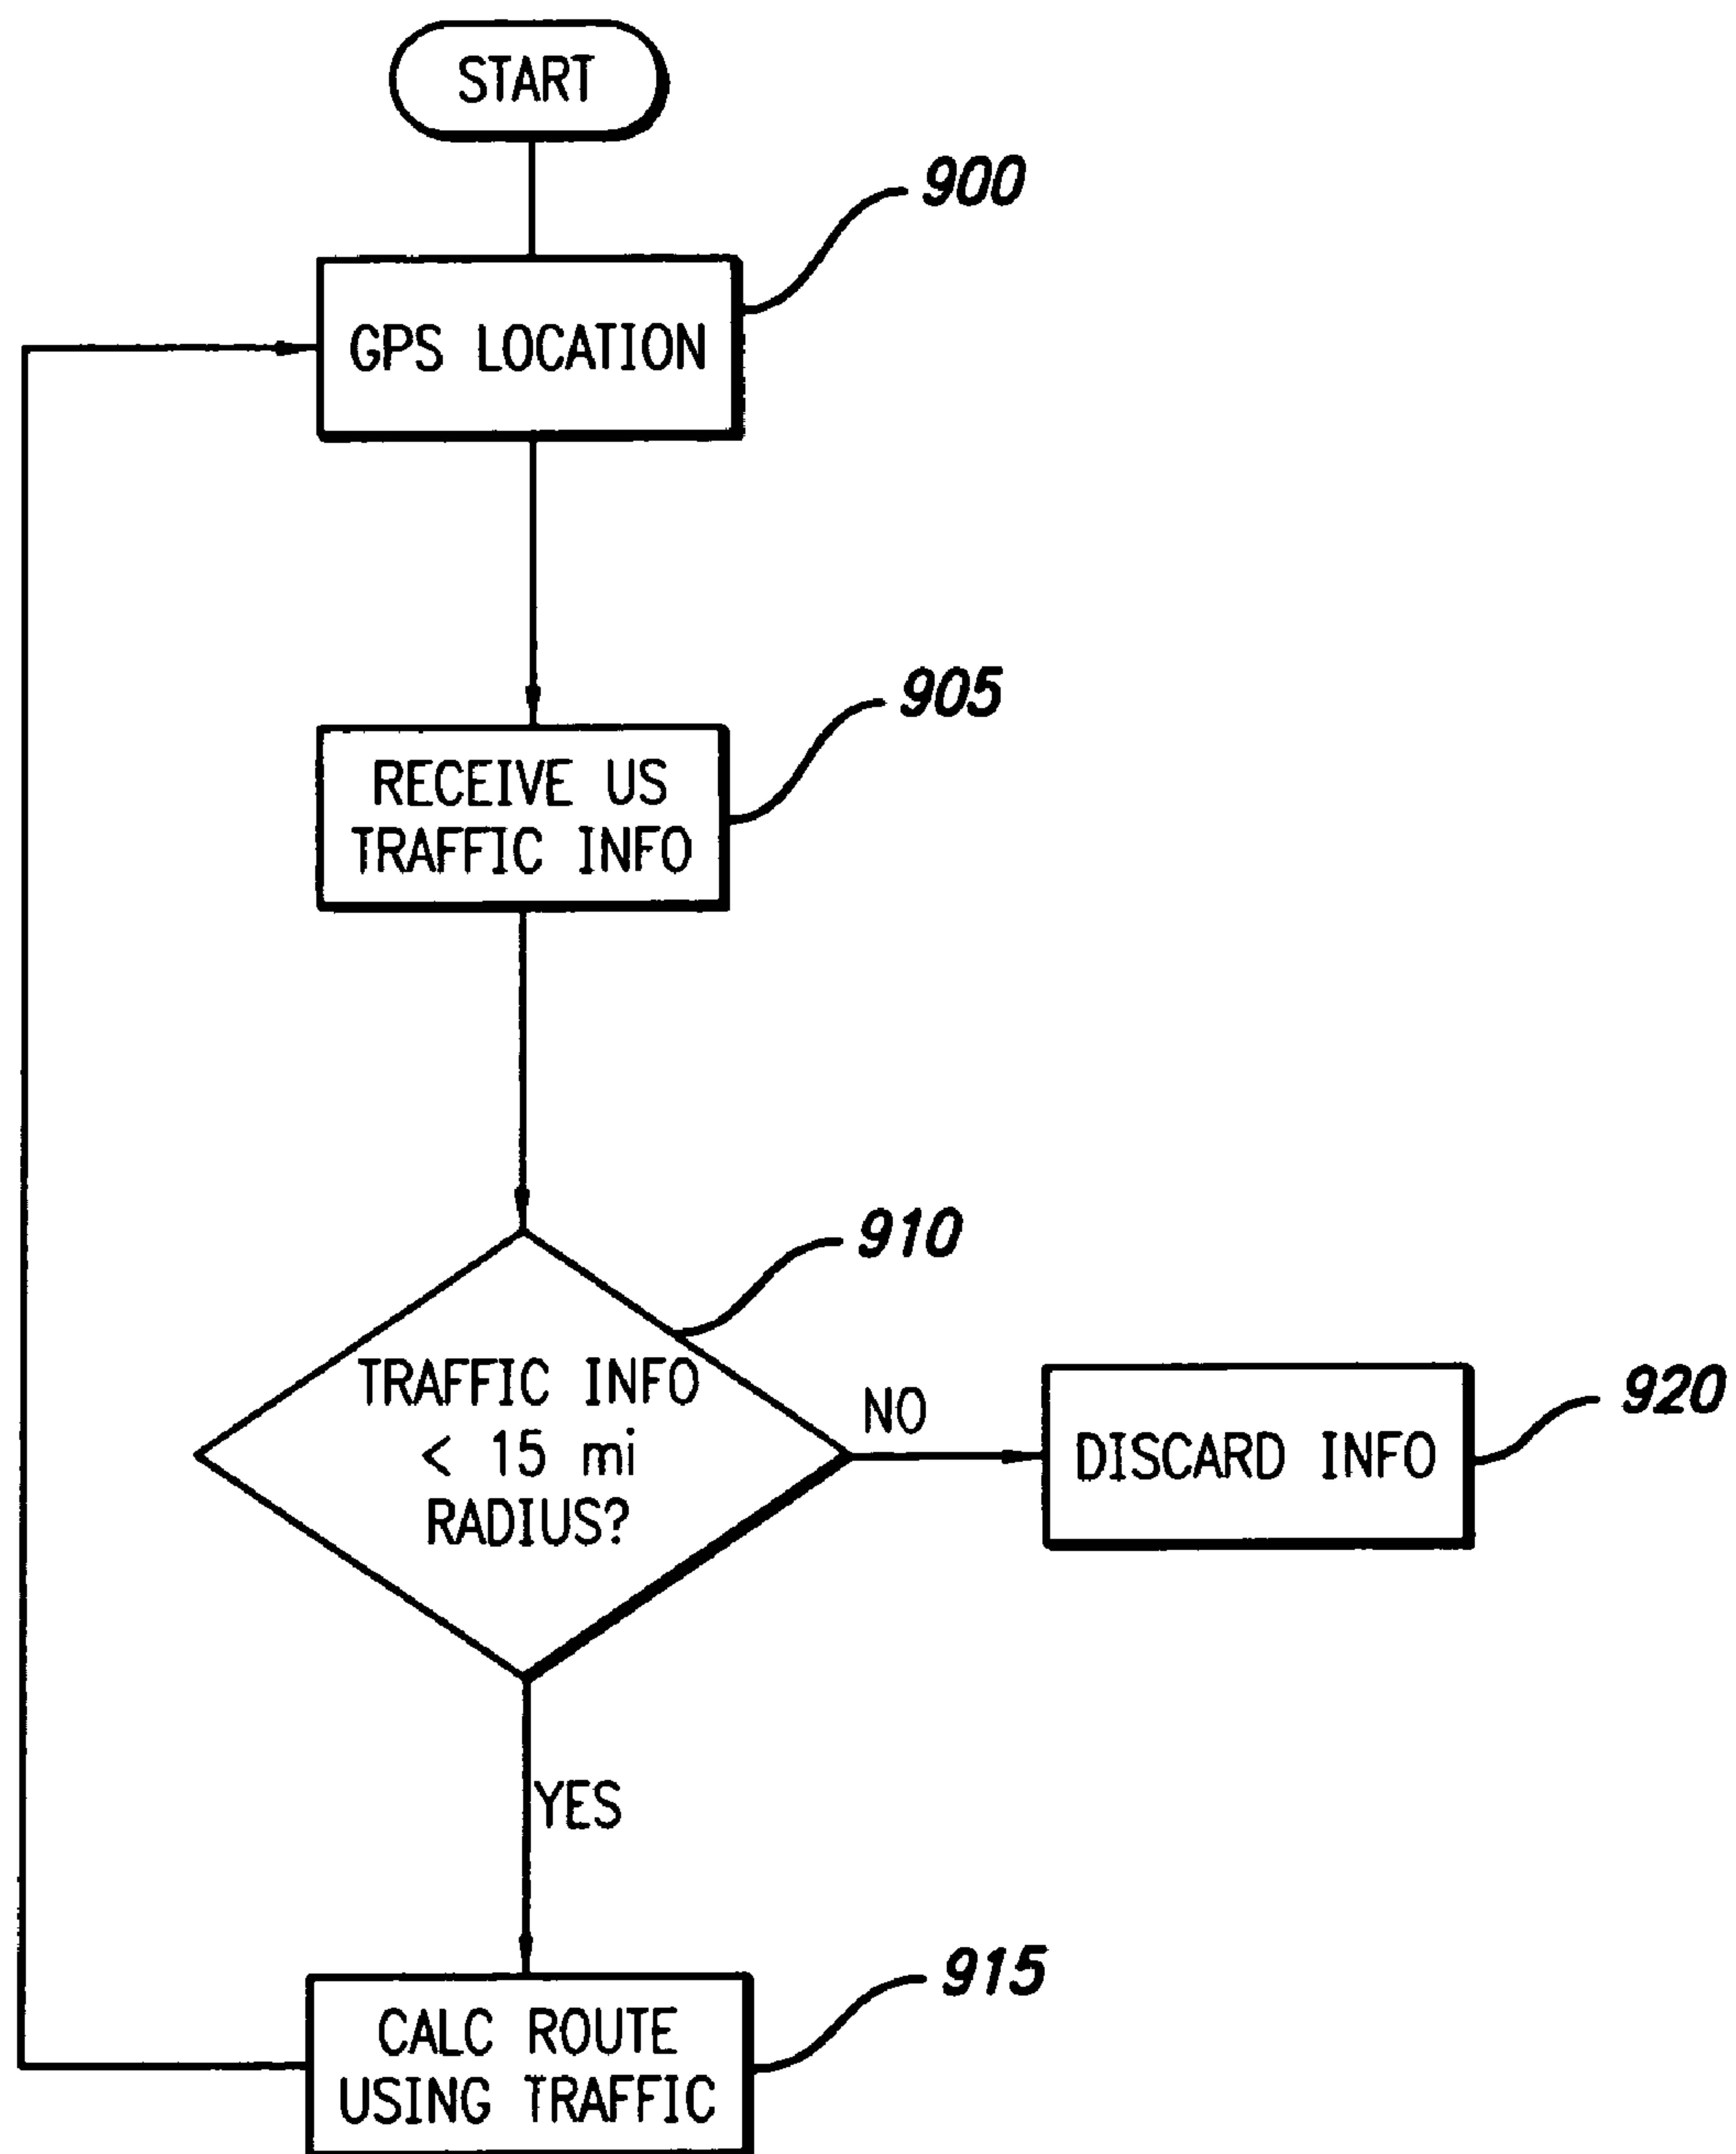 START
900
GPS LOCATION
905
RECEIVE US
TRAFFIC INFO
910
TRAFFIC INFO
< 15 mi
RADIUS?
NO
920
DISCARD INFO
YES
915
CALC ROUTE
USING TRAFFIC